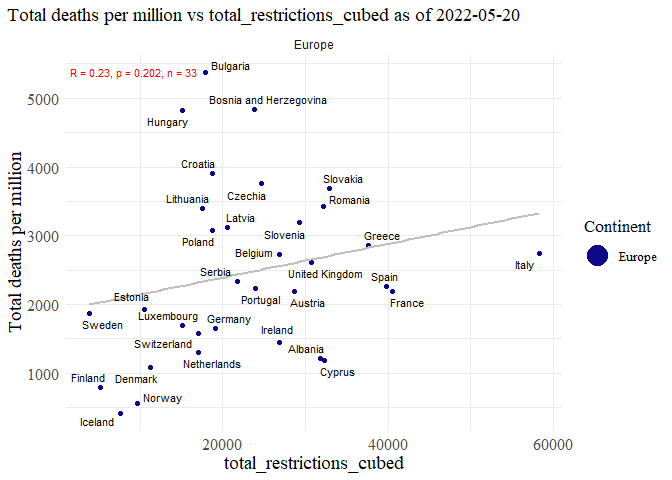 Total deaths per million vs total_restrictions_cubed as of 2022-05-20
Europe
R = 0.23, p = 0.202, n = 33
Bulgaria
Bosnia and Herzegovina
Hungary
Croatia
Slovakia
Czechia
Lithuania
Romania
Latvia
Poland
Slovenia
Greece
Belgium
Italy
United Kingdom
Serbia
Spain
Portugal
Austria
France
Estonia
Sweden
Luxembourg
Germany
Switzerland
Ireland
Netherlands
Albania
Cyprus
Finland
Denmark
Norway
Iceland
5000
4000
3000
2000
1000
Total deaths per million
20000
40000
60000
total_restrictions_cubed
Continent
Europe